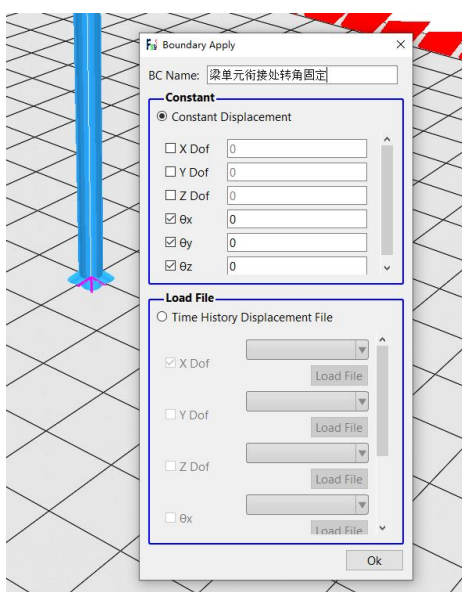 Boundary Apply
BC Name: 梁单元衔接处转角固定
Constant
Constant Displacement
X Dof 0
Y Dof 0
Z Dof 0
θx 0
θy 0
θz 0
Load File
Time History Displacement File
X Dof
Load File
Y Dof
Load File
Z Dof
Load File
θx
Load File
Ok